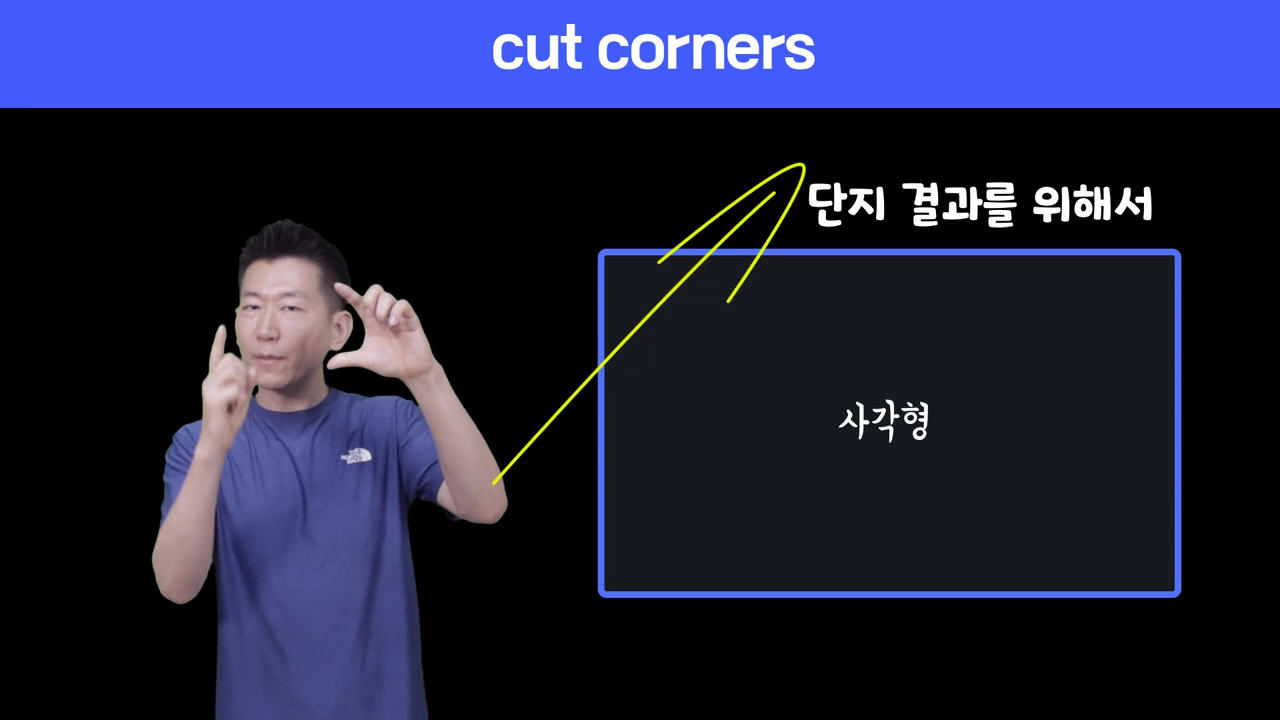 cut corners
단지 결과를 위해서
사각형